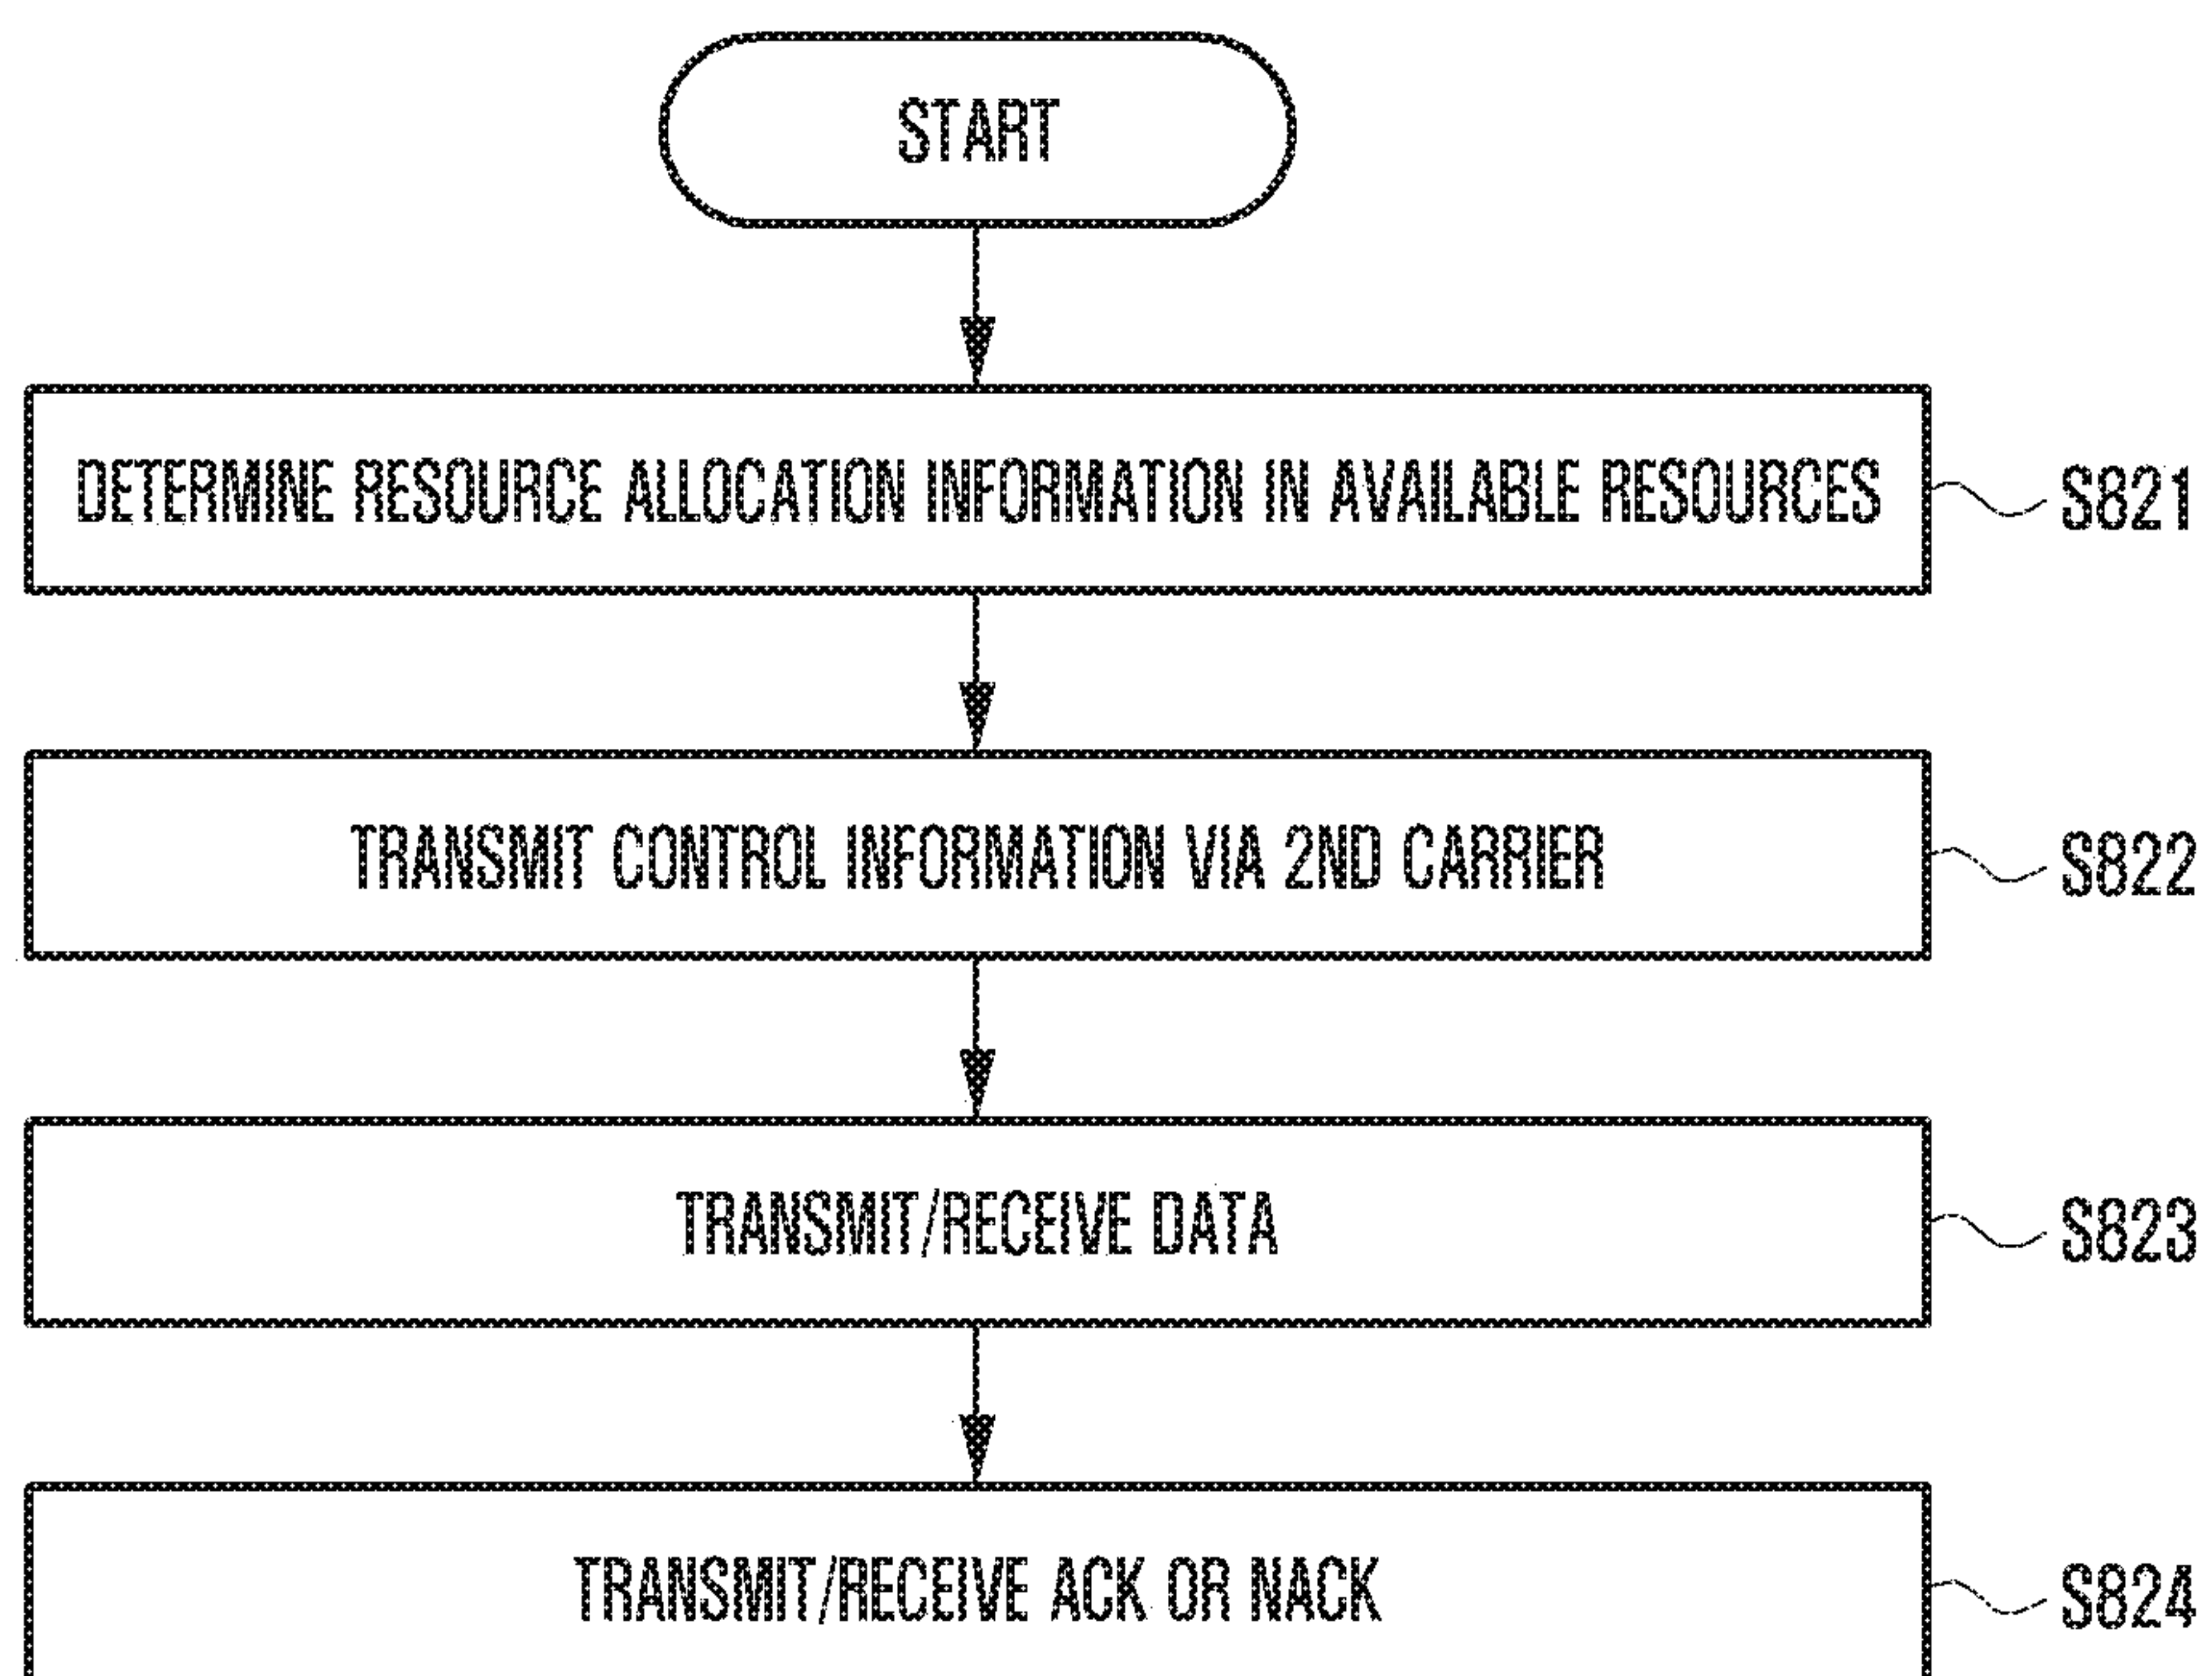 START
DETERMINE RESOURCE ALLOCATION INFORMATION IN AVAILABLE RESOURCES
S821
TRANSMIT CONTROL INFORMATION VIA 2ND CARRIER
S822
TRANSMIT/RECEIVE DATA
S823
TRANSMIT/RECEIVE ACK OR NACK
S824